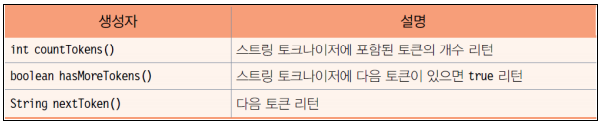 생성자 설명
int countTokens() 스트링 토크나이저에 포함된 토큰의 개수 리턴
boolean hasMoreTokens() 스트링 토크나이저에 다음 토큰이 있으면 true 리턴
String nextToken() 다음 토큰 리턴